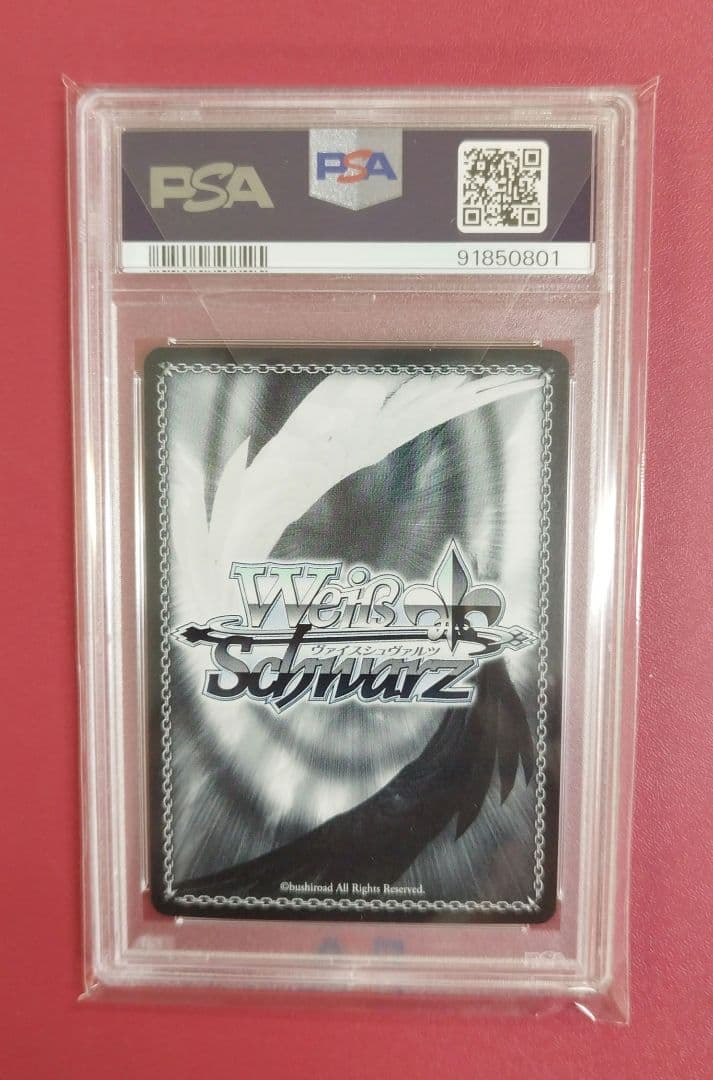 PSA
PSA
91850801
Weiß
ヴァイスシュヴァルツ
Schwarz
©bushiroad All Rights Reserved.